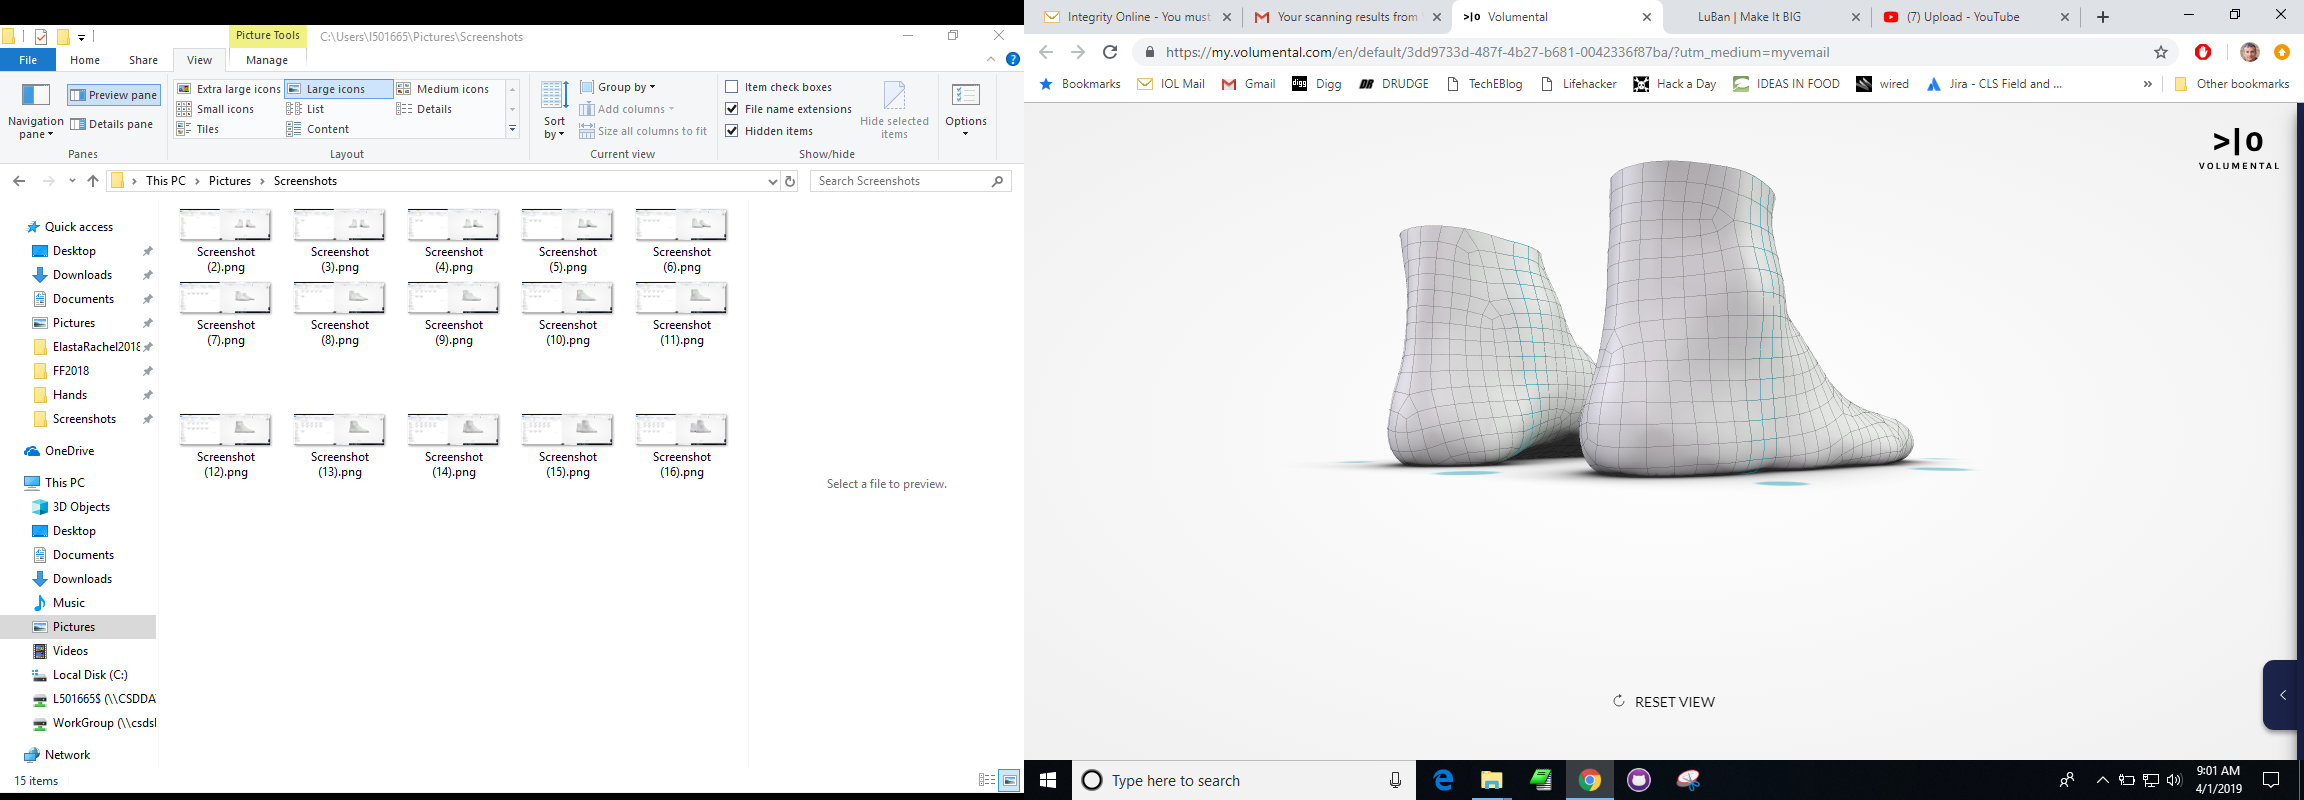 Picture Tools
C:\Users\I501665\Pictures\Screenshots
File Home Share View Manage
Navigation pane
Preview pane
Details pane
Panes
Extra large icons Large icons Medium icons
Small icons List Details
Tiles Content
Layout
Sort by
Group by
Add columns
Size all columns to fit
Current view
Item check boxes
File name extensions
Hidden items
Hide selected items
Show/hide
Options
This PC Pictures Screenshots
Search Screenshots
Quick access
Desktop
Downloads
Documents
Pictures
ElastaRachel2018
FF2018
Hands
Screenshots
OneDrive
This PC
3D Objects
Desktop
Documents
Downloads
Music
Pictures
Videos
Local Disk (C:)
L501665$ (\\CSDDA
WorkGroup (\\csdsl
Network
Screenshot (2).png
Screenshot (3).png
Screenshot (4).png
Screenshot (5).png
Screenshot (6).png
Screenshot (7).png
Screenshot (8).png
Screenshot (9).png
Screenshot (10).png
Screenshot (11).png
Screenshot (12).png
Screenshot (13).png
Screenshot (14).png
Screenshot (15).png
Screenshot (16).png
Select a file to preview.
15 items
Integrity Online - You must
Your scanning results from
>|o Volumental
LuBan | Make It BIG
(7) Upload - YouTube
https://my.volumental.com/en/default/3dd9733d-487f-4b27-b681-0042336f87ba/?utm_medium=myvemail
Bookmarks IOL Mail Gmail digg Digg DR DRUDGE TechEBlog Lifehacker Hack a Day IDEAS IN FOOD wired Jira - CLS Field and ... » Other bookmarks
>|o
VOLUMENTAL
RESET VIEW
Type here to search
9:01 AM
4/1/2019